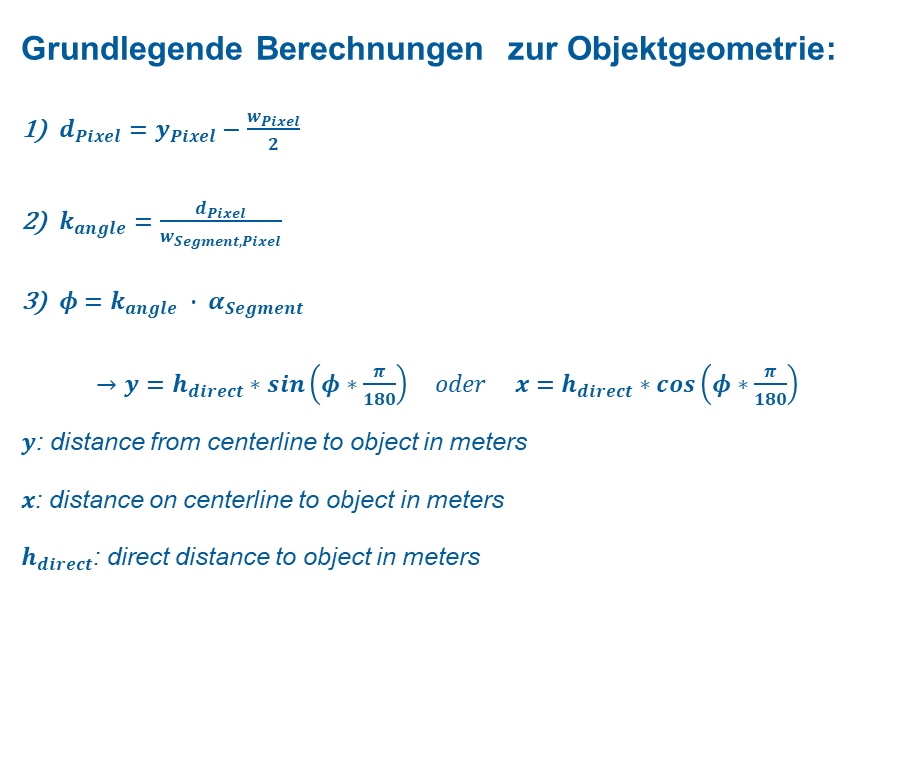 Grundlegende Berechnungen zur Objektgeometrie:
1) d_Pixel = y_Pixel − w_Pixel/2
2) k_angle = d_Pixel/w_Segment,Pixel
3) ϕ = k_angle · α_Segment
→ y = h_direct * sin(ϕ * π/180) oder x = h_direct * cos(ϕ * π/180)
y: distance from centerline to object in meters
x: distance on centerline to object in meters
h_direct: direct distance to object in meters